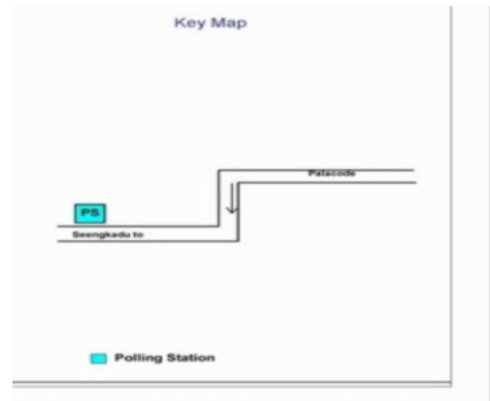 Key Map
Palacode
PS
Seengkadu to
Polling Station